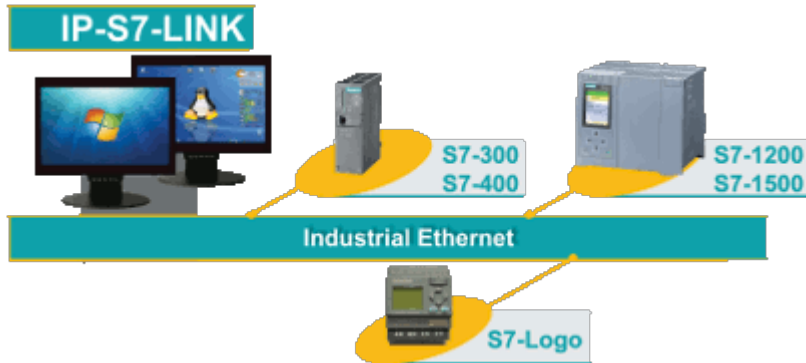 IP-S7-LINK
S7-300
S7-400
S7-1200
S7-1500
Industrial Ethernet
S7-Logo